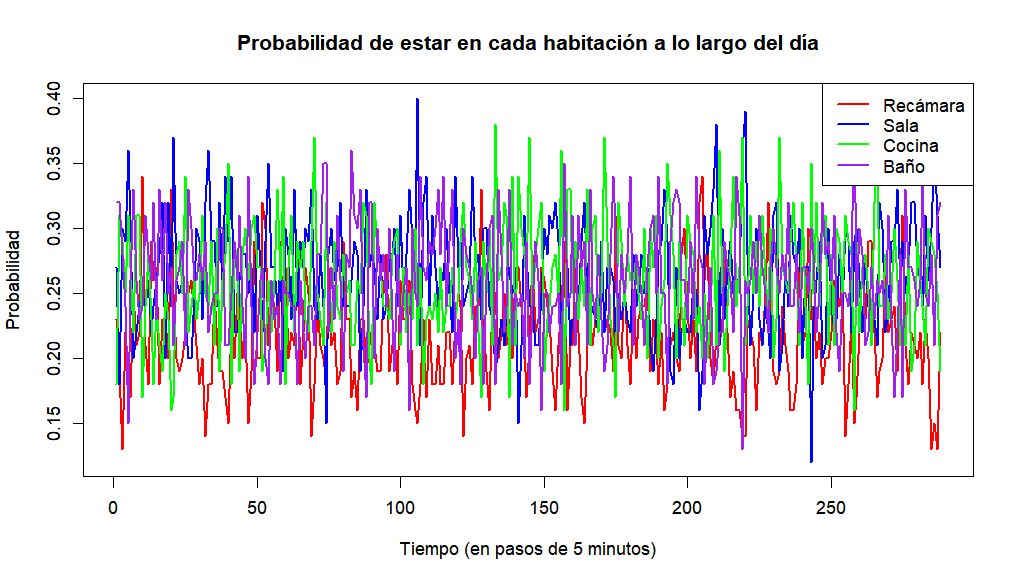 Probabilidad de estar en cada habitación a lo largo del día
Probabilidad
0.40
0.35
0.30
0.25
0.20
0.15
Recámara
Sala
Cocina
Baño
0
50
100
150
200
250
Tiempo (en pasos de 5 minutos)